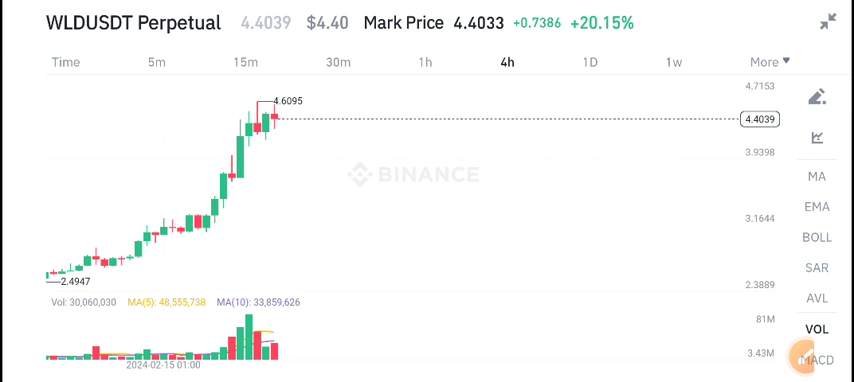 WLDUSDT Perpetual 4.4039 $4.40 Mark Price 4.4033 +0.7386 +20.15%
Time 5m 15m 30m 1h 4h 1D 1w More
4.7153
4.6095
4.4039
3.9398
BINANCE
3.1644
2.4947
2.3889
Vol: 30,060,030 MA(5): 48,555,738 MA(10): 33,859,626
81M
3.43M
2024-02-15 01:00
MA
EMA
BOLL
SAR
AVL
VOL
MACD